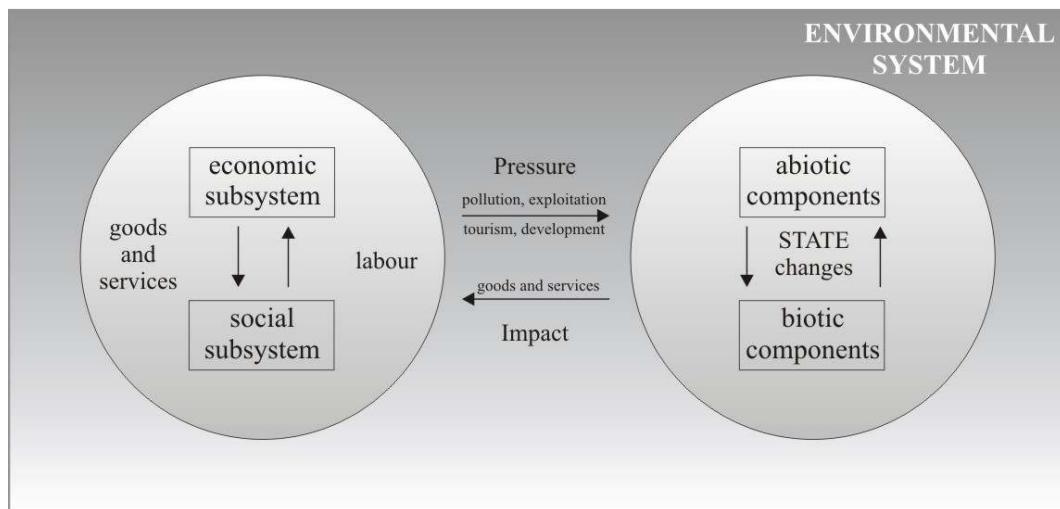 ENVIRONMENTAL
SYSTEM
economic
subsystem
goods
and
services
labour
social
subsystem
Pressure
pollution, exploitation
tourism, development
goods and services
Impact
abiotic
components
STATE
changes
biotic
components